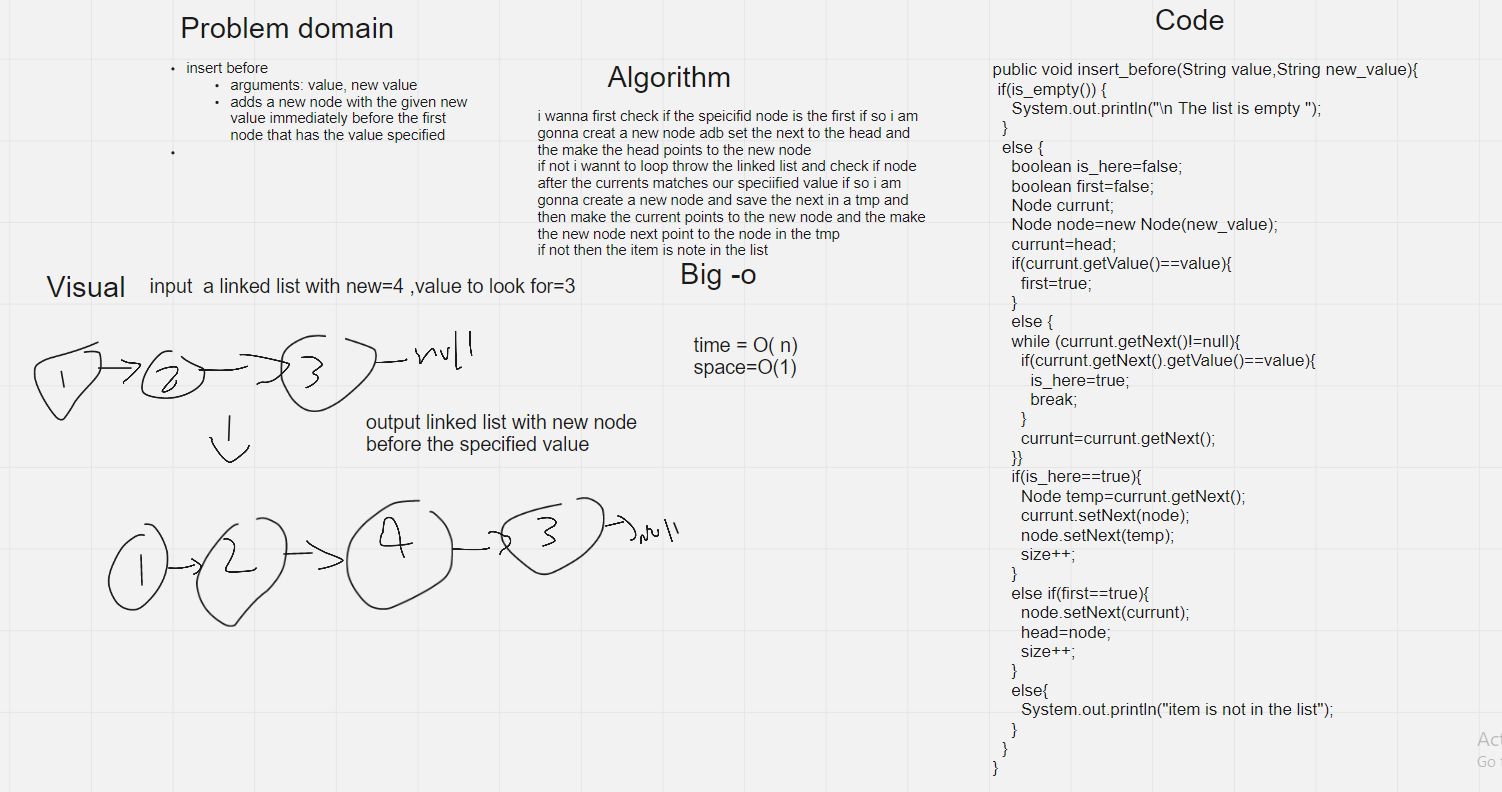 Problem domain
insert before
arguments: value, new value
adds a new node with the given new
value immediately before the first
node that has the value specified
Algorithm
i wanna first check if the speicifid node is the first if so i am
gonna creat a new node adb set the next to the head and
the make the head points to the new node
if not i wannt to loop throw the linked list and check if node
after the currents matches our speciified value if so i am
gonna create a new node and save the next in a tmp and
then make the current points to the new node and the make
the new node next point to the node in the tmp
if not then the item is note in the list
Visual
input a linked list with new=4 ,value to look for=3
1
2
3
null
output linked list with new node
before the specified value
1
2
4
3
null
Big -o
time = O( n)
space=O(1)
Code
public void insert_before(String value,String new_value){
if(is_empty()) {
System.out.println("\n The list is empty ");
}
else {
boolean is_here=false;
boolean first=false;
Node currunt;
Node node=new Node(new_value);
currunt=head;
if(currunt.getValue()==value){
first=true;
}
else {
while (currunt.getNext()!=null){
if(currunt.getNext().getValue()==value){
is_here=true;
break;
}
currunt=currunt.getNext();
}}
if(is_here==true){
Node temp=currunt.getNext();
currunt.setNext(node);
node.setNext(temp);
size++;
}
else if(first==true){
node.setNext(currunt);
head=node;
size++;
}
else{
System.out.println("item is not in the list");
}
}
}
Go